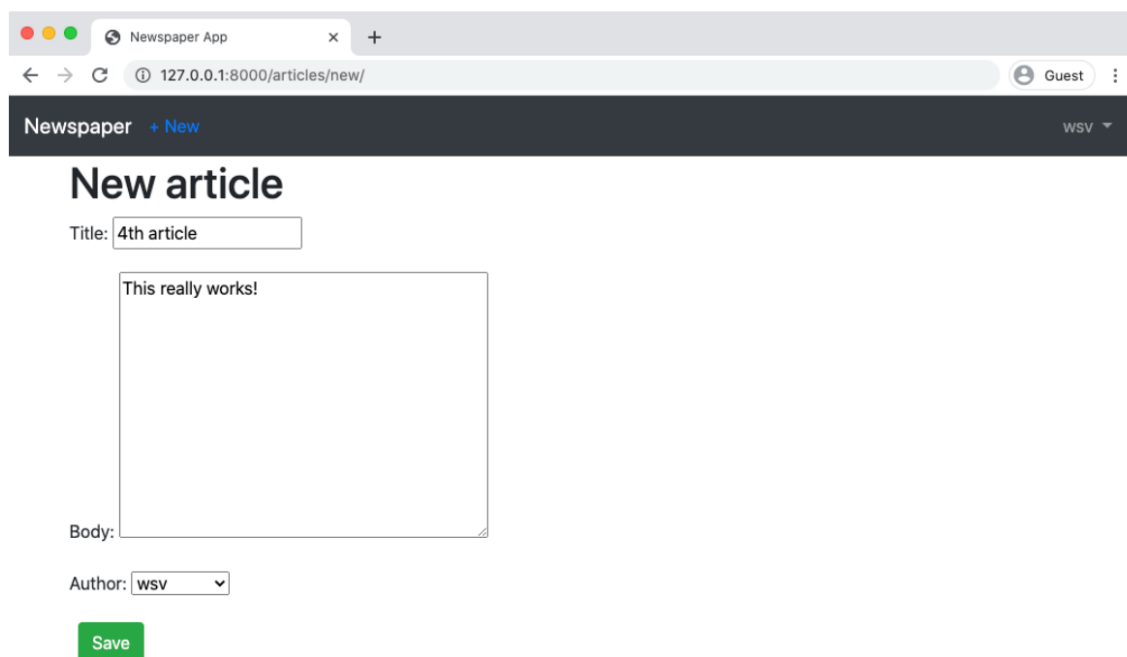 Newspaper App
127.0.0.1:8000/articles/new/
Guest
Newspaper + New
wsv
New article
Title: 4th article
This really works!
Body:
Author: wsv
Save